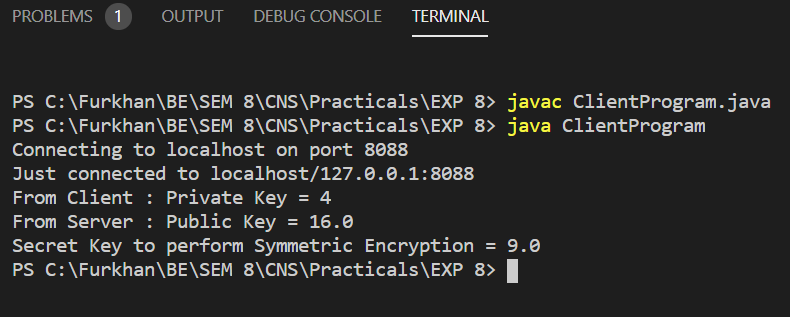 PROBLEMS 1 OUTPUT DEBUG CONSOLE TERMINAL
PS C:\Furkhan\BE\SEM 8\CNS\Practicals\EXP 8> javac ClientProgram.java
PS C:\Furkhan\BE\SEM 8\CNS\Practicals\EXP 8> java ClientProgram
Connecting to localhost on port 8088
Just connected to localhost/127.0.0.1:8088
From Client : Private Key = 4
From Server : Public Key = 16.0
Secret Key to perform Symmetric Encryption = 9.0
PS C:\Furkhan\BE\SEM 8\CNS\Practicals\EXP 8>